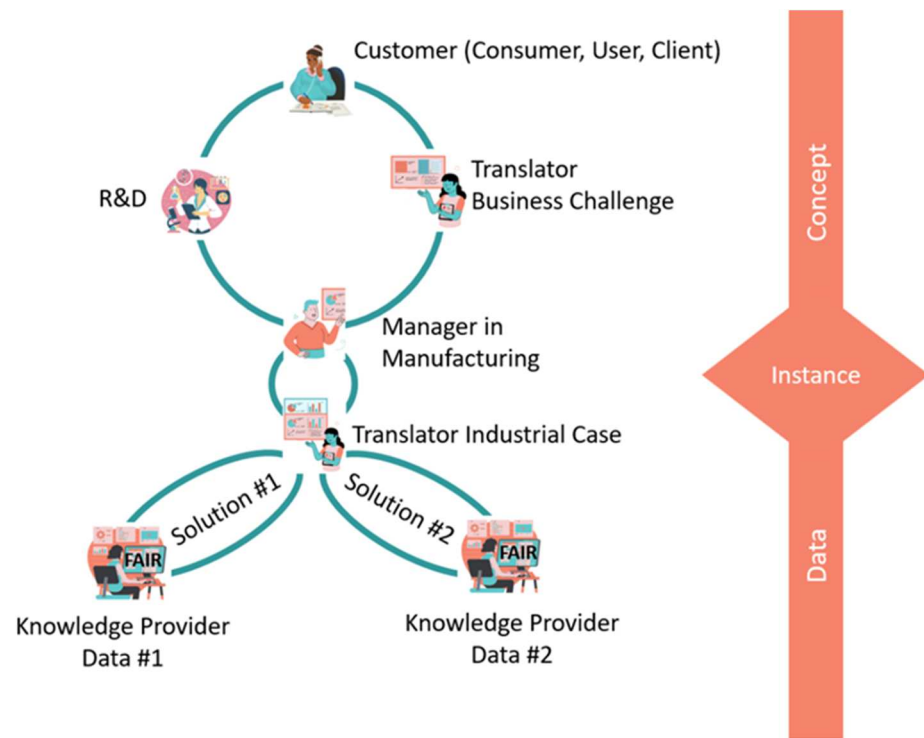 Customer (Consumer, User, Client)
R&D
Translator
Business Challenge
Manager in
Manufacturing
Translator Industrial Case
Solution #1
Solution #2
FAIR
FAIR
Knowledge Provider
Data #1
Knowledge Provider
Data #2
Concept
Instance
Data